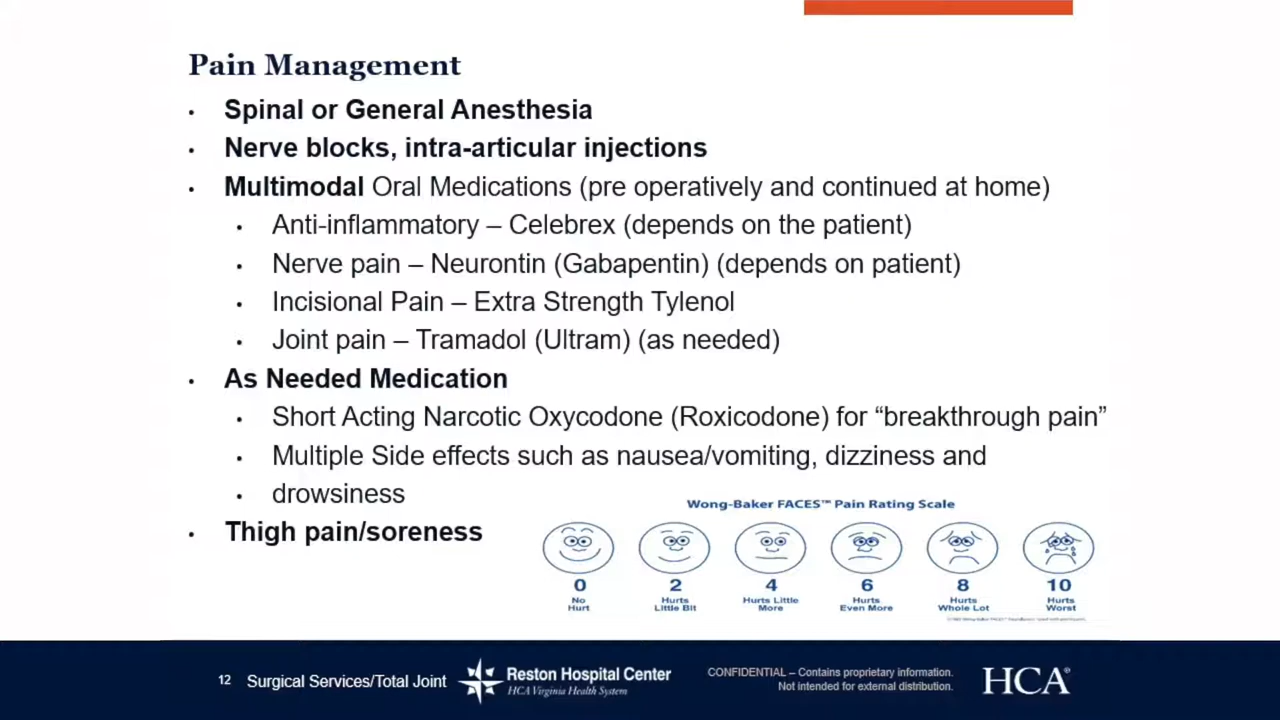 Pain Management
• Spinal or General Anesthesia
• Nerve blocks, intra-articular injections
• Multimodal Oral Medications (pre operatively and continued at home)
• Anti-inflammatory – Celebrex (depends on the patient)
• Nerve pain – Neurontin (Gabapentin) (depends on patient)
• Incisional Pain – Extra Strength Tylenol
• Joint pain – Tramadol (Ultram) (as needed)
• As Needed Medication
• Short Acting Narcotic Oxycodone (Roxicodone) for “breakthrough pain”
• Multiple Side effects such as nausea/vomiting, dizziness and
• drowsiness
• Thigh pain/soreness
Wong-Baker FACES™ Pain Rating Scale
0 2 4 6 8 10
No Hurt
Hurts Little Bit
Hurts Little More
Hurts Even More
Hurts Whole Lot
Hurts Worst
12 Surgical Services/Total Joint
Reston Hospital Center
HCA Virginia Health System
CONFIDENTIAL – Contains proprietary information.
Not intended for external distribution.
HCA®